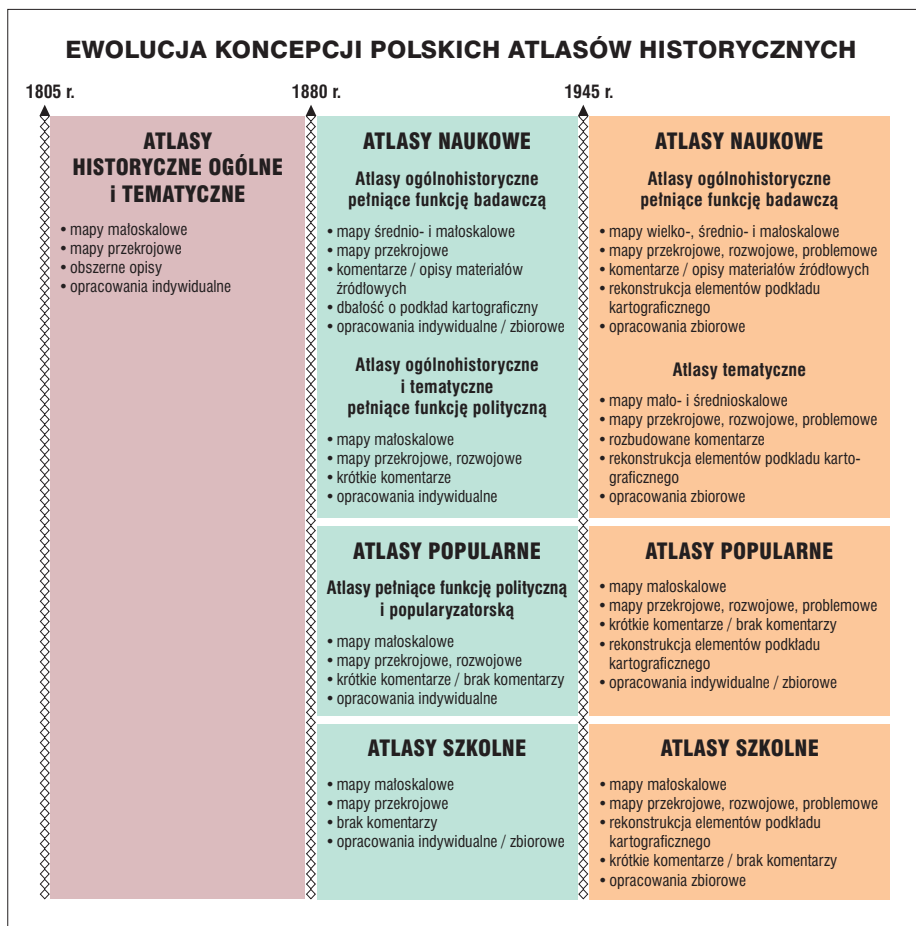 EWOLUCJA KONCEPCJI POLSKICH ATLASÓW HISTORYCZNYCH
1805 r.
1880 r.
1945 r.
ATLASY
HISTORYCZNE OGÓLNE
i TEMATYCZNE
• mapy małoskalowe
• mapy przekrojowe
• obszerne opisy
• opracowania indywidualne
ATLASY NAUKOWE
Atlasy ogólnohistoryczne
pełniące funkcję badawczą
• mapy średnio- i małoskalowe
• mapy przekrojowe
• komentarze / opisy materiałów
źródłowych
• dbałość o podkład kartograficzny
• opracowania indywidualne / zbiorowe
Atlasy ogólnohistoryczne
i tematyczne
pełniące funkcję polityczną
• mapy małoskalowe
• mapy przekrojowe, rozwojowe
• krótkie komentarze
• opracowania indywidualne
ATLASY POPULARNE
Atlasy pełniące funkcję polityczną
i popularyzatorską
• mapy małoskalowe
• mapy przekrojowe, rozwojowe
• krótkie komentarze / brak komentarzy
• opracowania indywidualne
ATLASY SZKOLNE
• mapy małoskalowe
• mapy przekrojowe
• brak komentarzy
• opracowania indywidualne / zbiorowe
ATLASY NAUKOWE
Atlasy ogólnohistoryczne
pełniące funkcję badawczą
• mapy wielko-, średnio- i małoskalowe
• mapy przekrojowe, rozwojowe, problemowe
• komentarze / opisy materiałów źródłowych
• rekonstrukcja elementów podkładu
kartograficznego
• opracowania zbiorowe
Atlasy tematyczne
• mapy mało- i średnioskalowe
• mapy przekrojowe, rozwojowe, problemowe
• rozbudowane komentarze
• rekonstrukcja elementów podkładu karto-
graficznego
• opracowania zbiorowe
ATLASY POPULARNE
• mapy małoskalowe
• mapy przekrojowe, rozwojowe, problemowe
• krótkie komentarze / brak komentarzy
• rekonstrukcja elementów podkładu
kartograficznego
• opracowania indywidualne / zbiorowe
ATLASY SZKOLNE
• mapy małoskalowe
• mapy przekrojowe, rozwojowe, problemowe
• rekonstrukcja elementów podkładu
kartograficznego
• krótkie komentarze / brak komentarzy
• opracowania zbiorowe